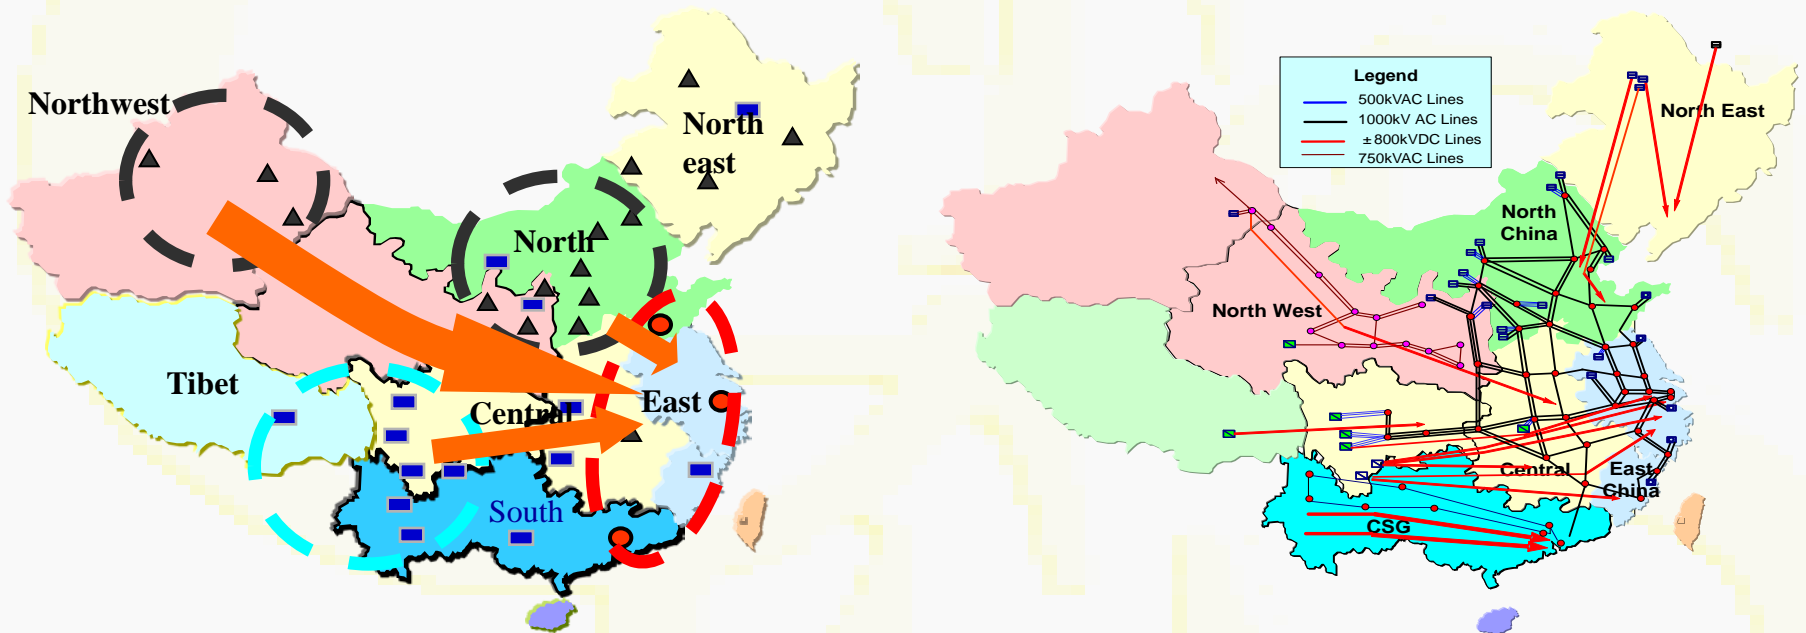 Northwest
North
east
North
Tibet
Central
East
South
Legend
500kVAC Lines
1000kV AC Lines
±800kVDC Lines
750kVAC Lines
North East
North
China
North West
Central
East
China
CSG